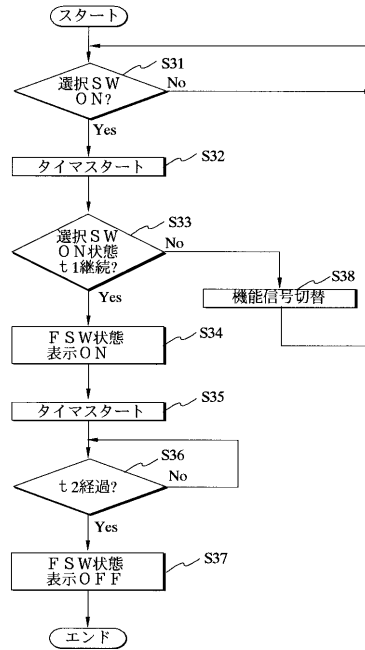 スタート
S31
選択SW
ON?
No
Yes
S32
タイマスタート
S33
選択SW
ON状態
t1継続?
No
Yes
S38
機能信号切替
S34
FSW状態
表示ON
S35
タイマスタート
S36
t2経過?
No
Yes
S37
FSW状態
表示OFF
エンド